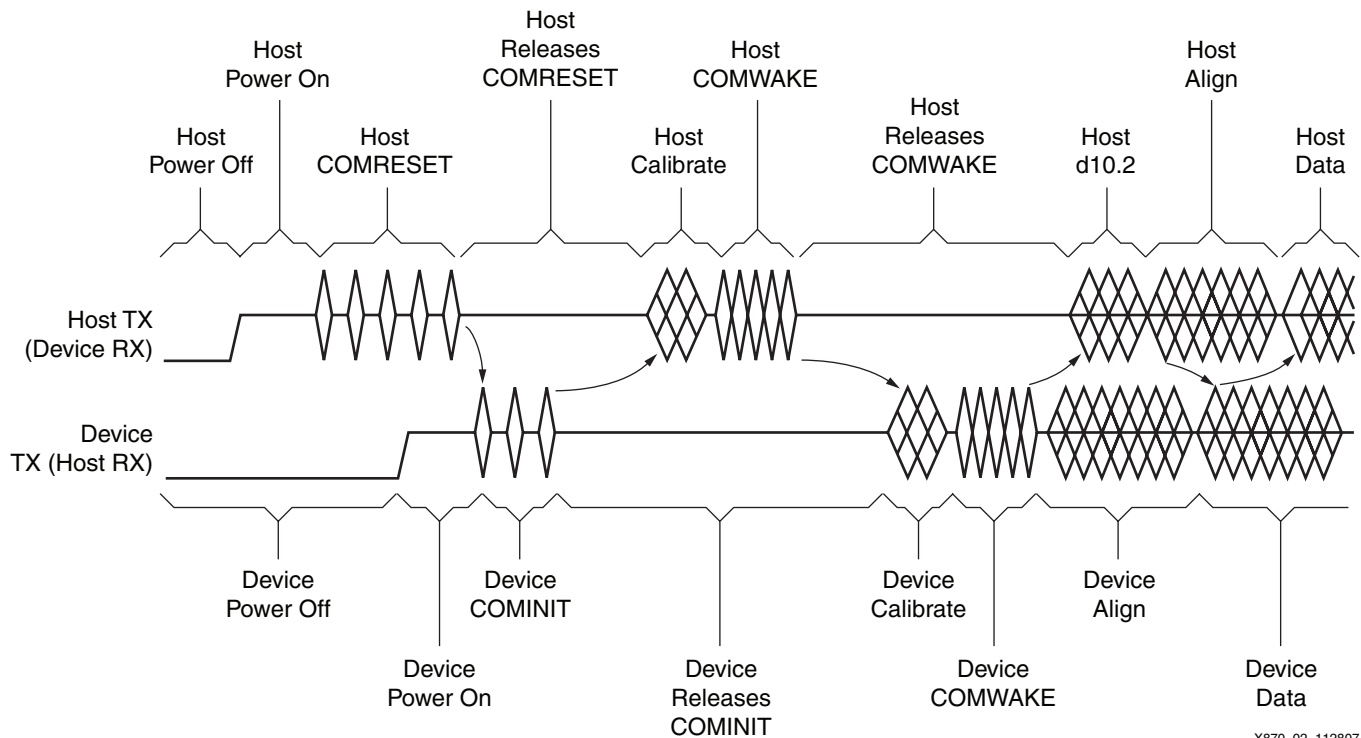 Host
Releases
COMRESET
Host
Power On
Host
COMWAKE
Host
Align
Host
Power Off
Host
COMRESET
Host
Calibrate
Host
Releases
COMWAKE
Host
d10.2
Host
Data
Host TX
(Device RX)
Device
TX (Host RX)
Device
Power Off
Device
COMINIT
Device
Calibrate
Device
Align
Device
Power On
Device
Releases
COMINIT
Device
COMWAKE
Device
Data
X870_02_112807